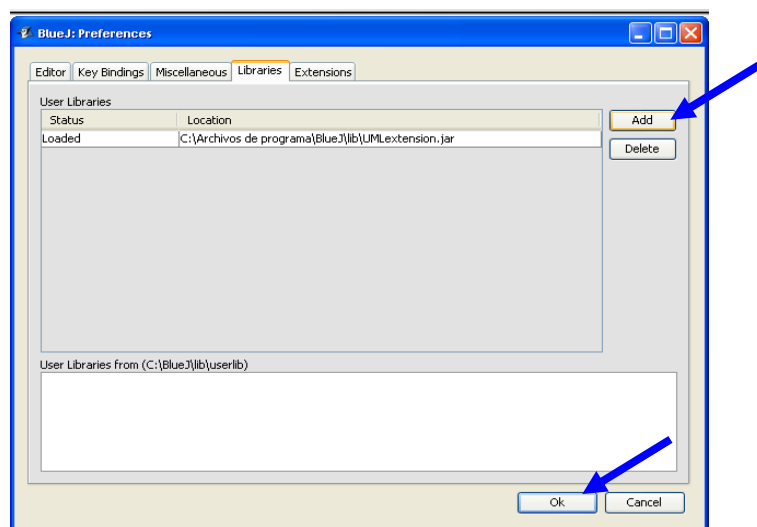 BlueJ: Preferences
Editor Key Bindings Miscellaneous Libraries Extensions
User Libraries
Status Location
Loaded C:\Archivos de programa\BlueJ\lib\UMLextension.jar
Add
Delete
User Libraries from (C:\BlueJ\lib\userlib)
Ok Cancel